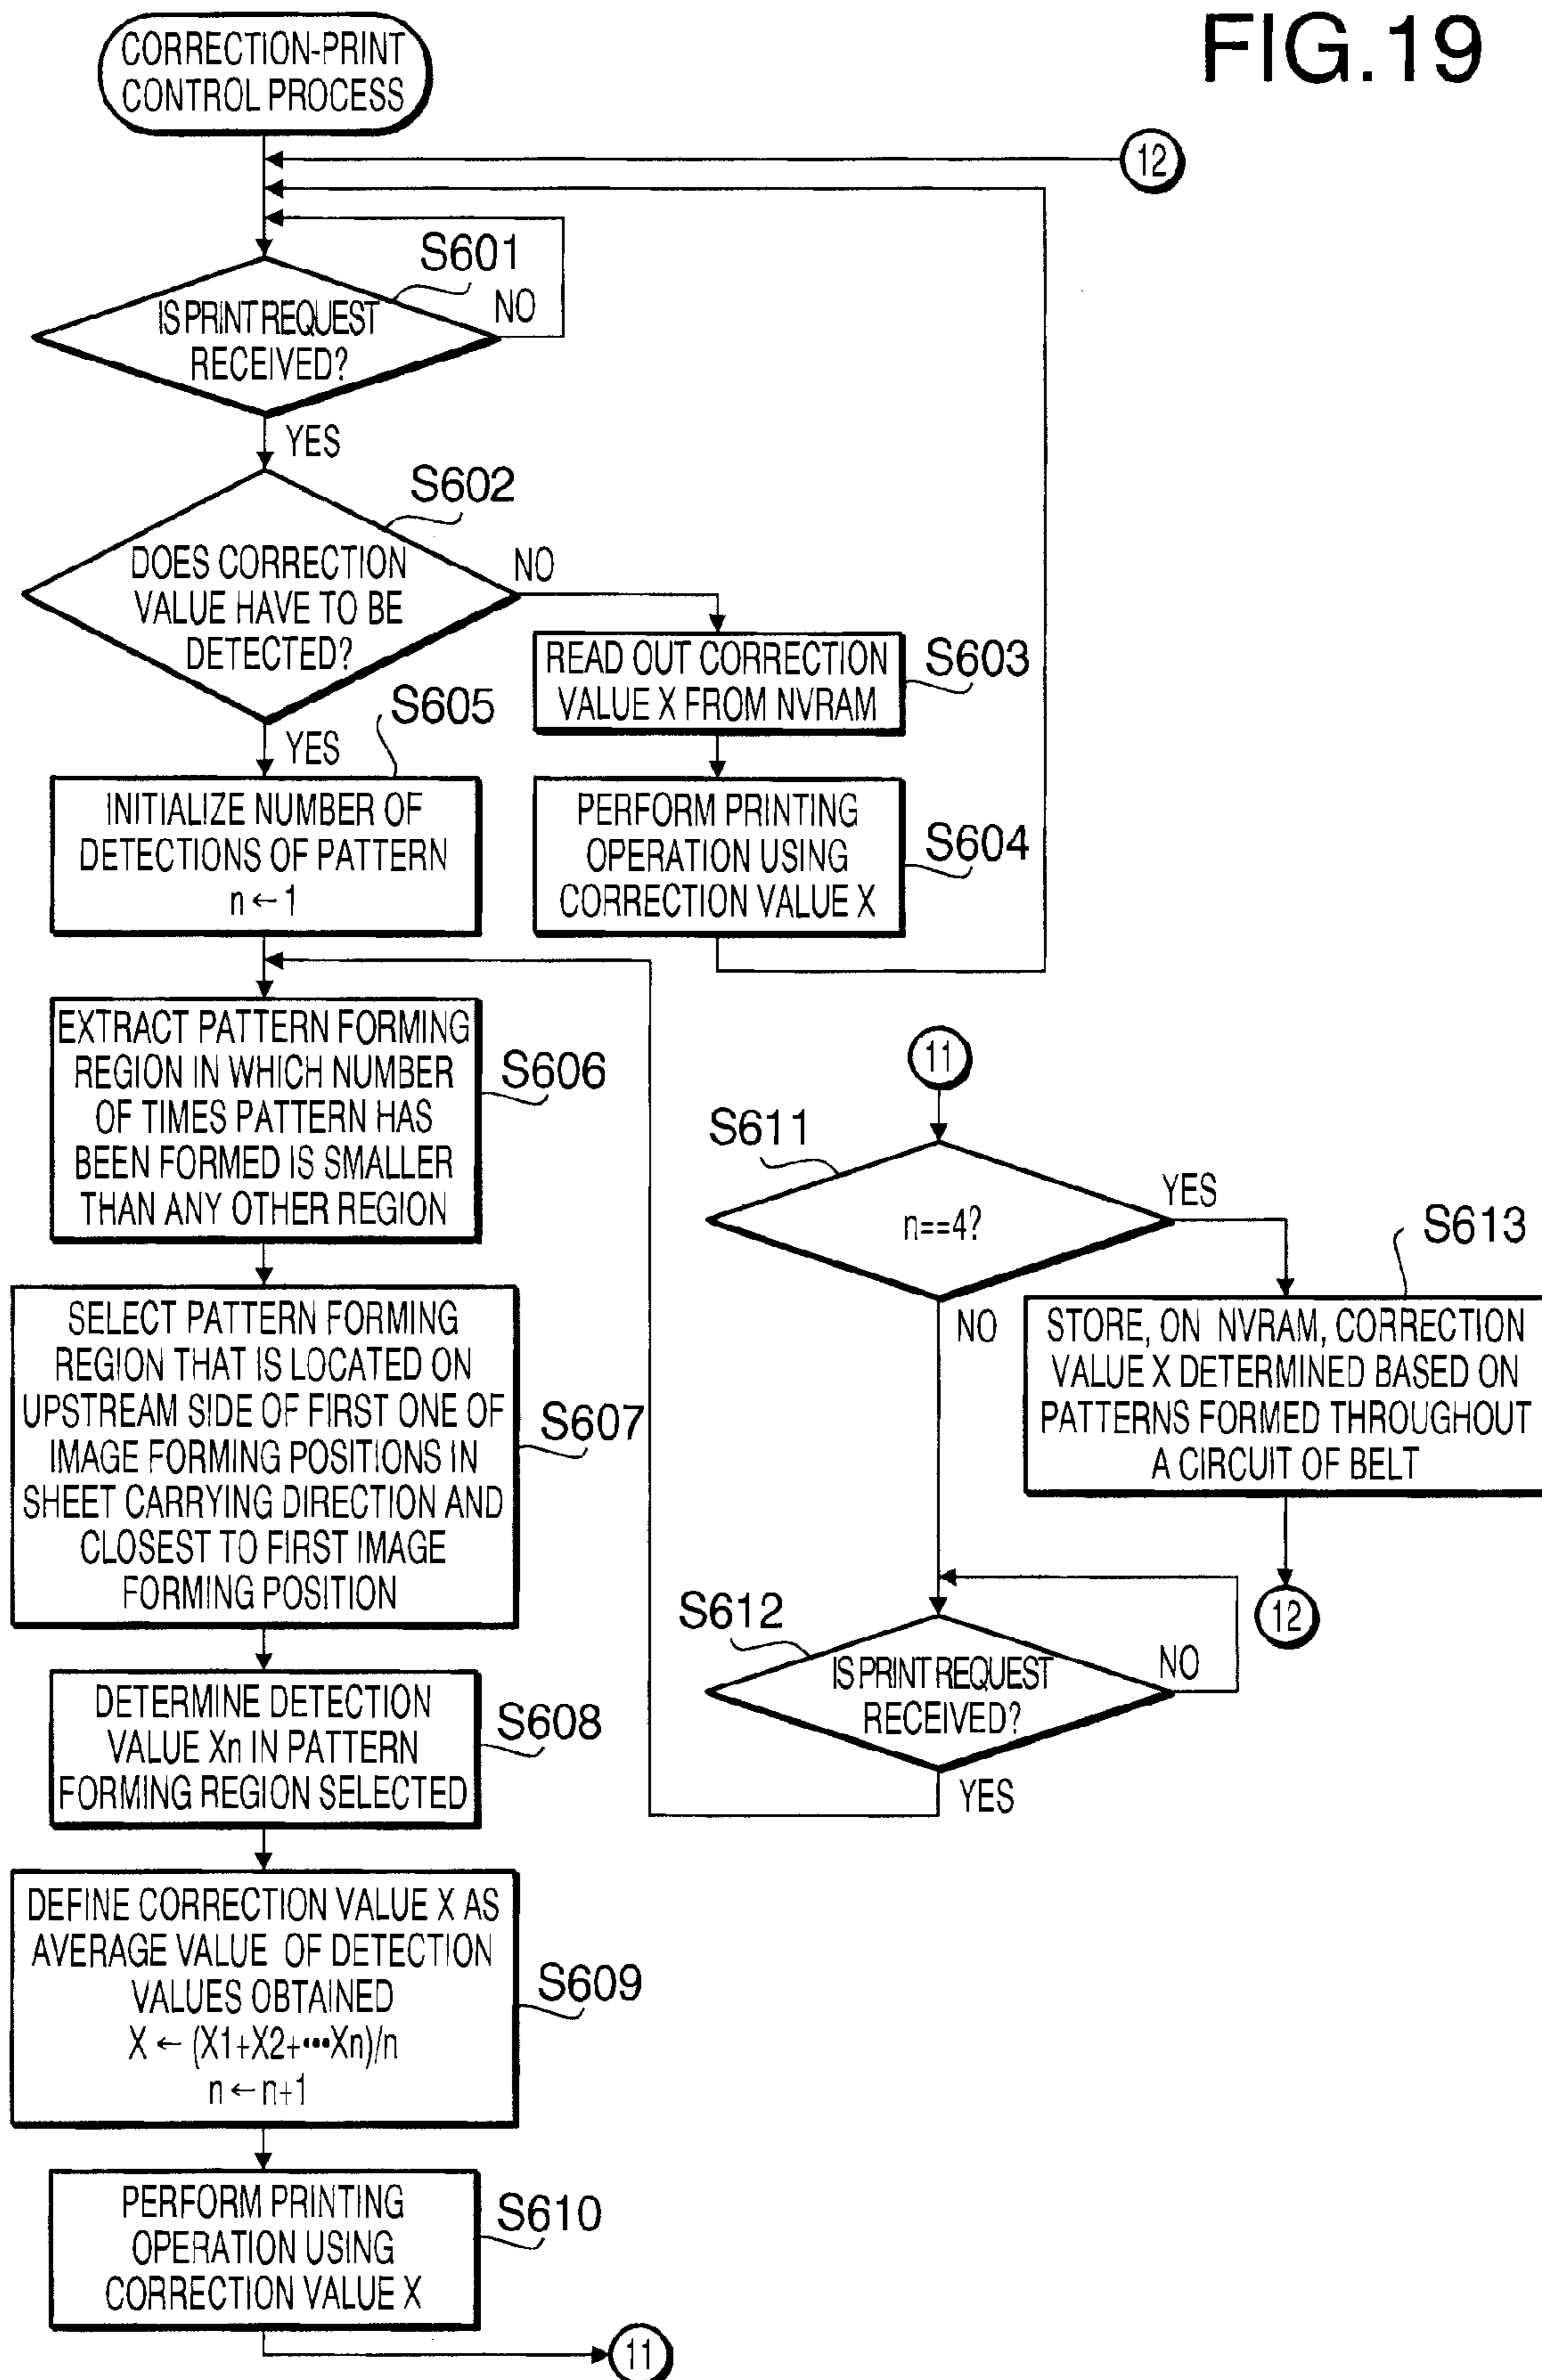 FIG.19
CORRECTION-PRINT
CONTROL PROCESS
12
S601
IS PRINT REQUEST
RECEIVED?
NO
YES
S602
DOES CORRECTION
VALUE HAVE TO BE
DETECTED?
NO
YES
READ OUT CORRECTION
VALUE X FROM NVRAM
S603
PERFORM PRINTING
OPERATION USING
CORRECTION VALUE X
S604
S605
INITIALIZE NUMBER OF
DETECTIONS OF PATTERN
n←1
EXTRACT PATTERN FORMING
REGION IN WHICH NUMBER
OF TIMES PATTERN HAS
BEEN FORMED IS SMALLER
THAN ANY OTHER REGION
S606
SELECT PATTERN FORMING
REGION THAT IS LOCATED ON
UPSTREAM SIDE OF FIRST ONE OF
IMAGE FORMING POSITIONS IN
SHEET CARRYING DIRECTION AND
CLOSEST TO FIRST IMAGE
FORMING POSITION
S607
DETERMINE DETECTION
VALUE Xn IN PATTERN
FORMING REGION SELECTED
S608
DEFINE CORRECTION VALUE X AS
AVERAGE VALUE OF DETECTION
VALUES OBTAINED
X ← (X1+X2+•••Xn)/n
n←n+1
S609
PERFORM PRINTING
OPERATION USING
CORRECTION VALUE X
S610
11
11
S611
n==4?
YES
NO
S613
STORE, ON NVRAM, CORRECTION
VALUE X DETERMINED BASED ON
PATTERNS FORMED THROUGHOUT
A CIRCUIT OF BELT
12
S612
IS PRINT REQUEST
RECEIVED?
NO
YES